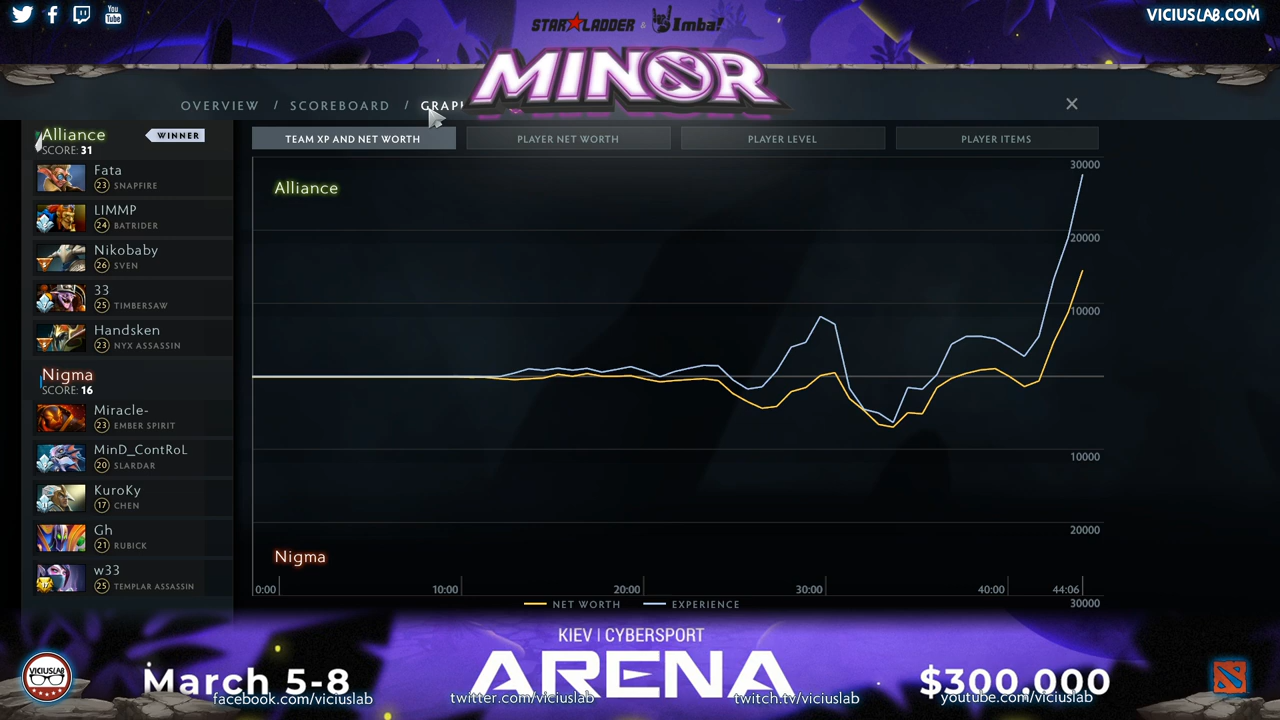 You Tube
VICIUSLAB.COM
STAR LADDER & Imba!
MINOR
OVERVIEW / SCOREBOARD /
Alliance
WINNER
SCORE: 31
Fata
23 SNAPFIRE
LIMMP
24 BATRIDER
Nikobaby
26 SVEN
33
25 TIMBERSAW
Handsken
23 NYX ASSASSIN
Nigma
SCORE: 16
Miracle-
23 EMBER SPIRIT
MinD_ContRoL
20 SLARDAR
KuroKy
17 CHEN
Gh
21 RUBICK
w33
25 TEMPLAR ASSASSIN
TEAM XP AND NET WORTH
PLAYER NET WORTH
PLAYER LEVEL
PLAYER ITEMS
Alliance
30000
20000
10000
10000
20000
30000
Nigma
0:00 10:00 20:00 30:00 40:00 44:06
NET WORTH EXPERIENCE
KIEV | CYBERSPORT
ARENA
VICIUSLAB
March 5-8
$300,000
facebook.com/viciuslab
twitter.com/viciuslab
twitch.tv/viciuslab
youtube.com/viciuslab